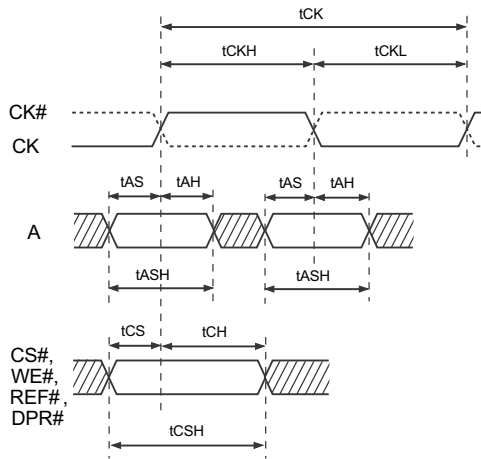 tCK
tCKH tCKL
CK#
CK
tAS tAH tAS tAH
A
tASH tASH
tCS tCH
CS#,
WE#,
REF#,
DPR#
tCSH